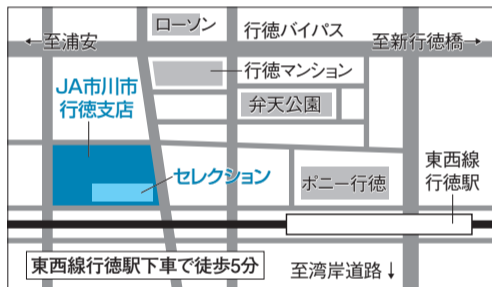 ローソン
行徳バイパス
←至浦安
至新行徳橋→
行徳マンション
JA市川市
行徳支店
弁天公園
セレクション
ポニー行徳
東西線
行徳駅
東西線行徳駅下車で徒歩5分
至湾岸道路↓